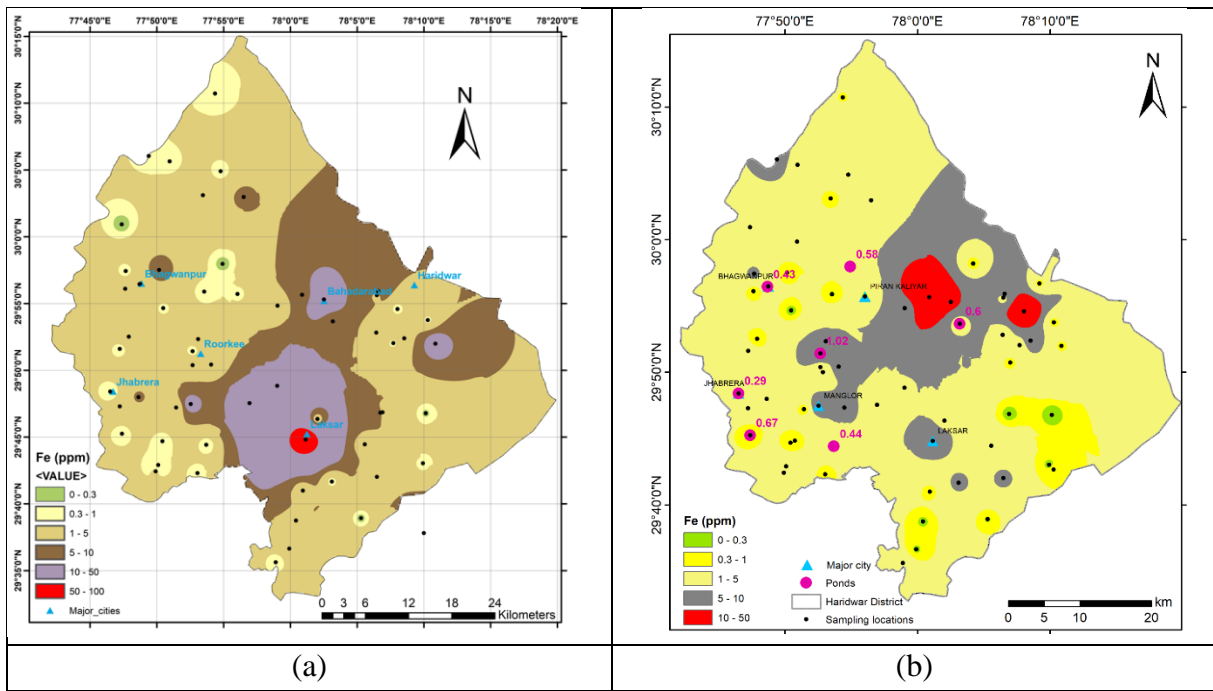 77°45'0"E 77°50'0"E 77°55'0"E 78°0'0"E 78°5'0"E 78°10'0"E 78°15'0"E 78°20'0"E
30°15'0"N
30°10'0"N
30°5'0"N
30°0'0"N
29°55'0"N
29°50'0"N
29°45'0"N
29°40'0"N
29°35'0"N
N
Bhagwanpur
Bahadarabad
Haridwar
Roorkee
Jhabrera
Laksar
Fe (ppm)
<VALUE>
0 - 0.3
0.3 - 1
1 - 5
5 - 10
10 - 50
50 - 100
Major_cities
0 3 6 12 18 24
Kilometers
(a)
77°50'0"E 78°0'0"E 78°10'0"E
30°10'0"N
30°0'0"N
29°50'0"N
29°40'0"N
N
0.58
BHAGWANPUR
0.43
PIRAN KALIYAR
0.6
1.02
JHABRERA
0.29
MANGLOR
0.67
0.44
LAKSAR
Fe (ppm)
0 - 0.3
0.3 - 1
1 - 5
5 - 10
10 - 50
Major city
Ponds
Haridwar District
Sampling locations
km
0 5 10 20
(b)